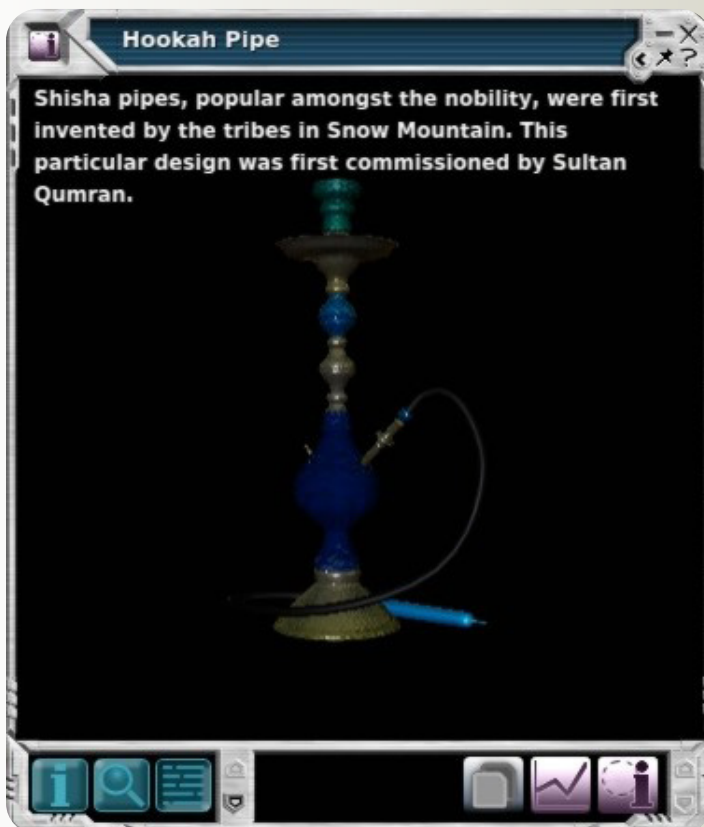 Hookah Pipe
Shisha pipes, popular amongst the nobility, were first
invented by the tribes in Snow Mountain. This
particular design was first commissioned by Sultan
Qumran.